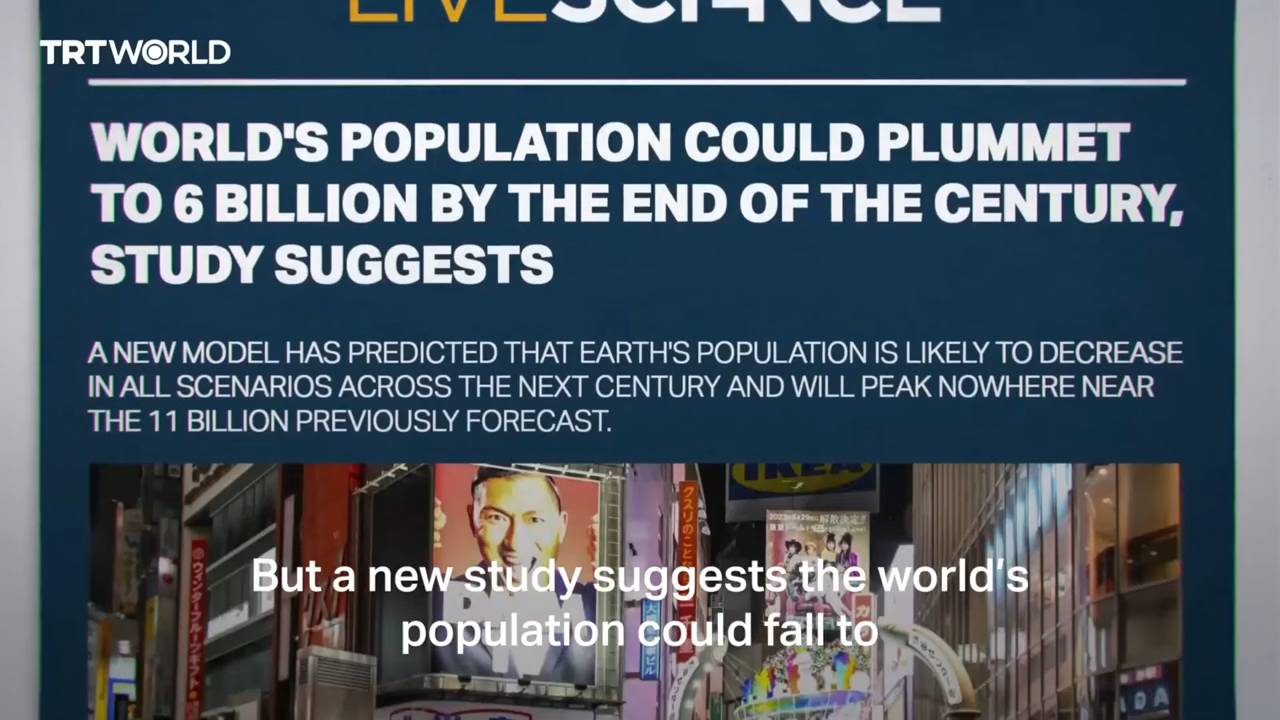 LIVESCIENCE
TRTWORLD
WORLD'S POPULATION COULD PLUMMET
TO 6 BILLION BY THE END OF THE CENTURY,
STUDY SUGGESTS
A NEW MODEL HAS PREDICTED THAT EARTH'S POPULATION IS LIKELY TO DECREASE
IN ALL SCENARIOS ACROSS THE NEXT CENTURY AND WILL PEAK NOWHERE NEAR
THE 11 BILLION PREVIOUSLY FORECAST.
IKEA
But a new study suggests the world's
population could fall to